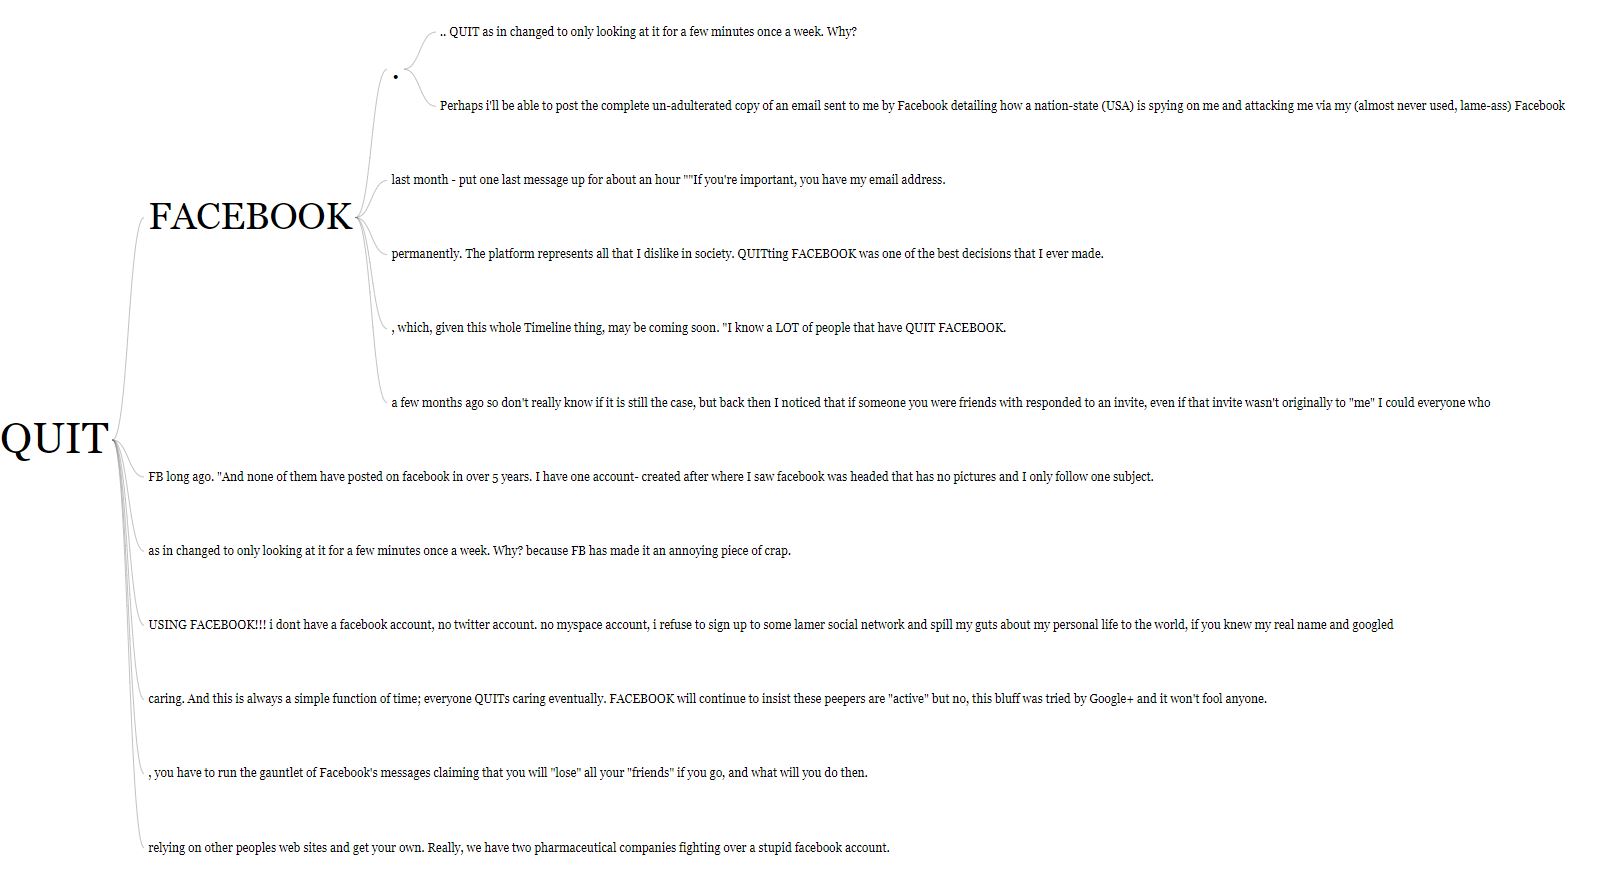 .. QUIT as in changed to only looking at it for a few minutes once a week. Why?
.
Perhaps i'll be able to post the complete un-adulterated copy of an email sent to me by Facebook detailing how a nation-state (USA) is spying on me and attacking me via my (almost never used, lame-ass) Facebook
last month - put one last message up for about an hour ""If you're important, you have my email address.
FACEBOOK
permanently. The platform represents all that I dislike in society. QUITting FACEBOOK was one of the best decisions that I ever made.
, which, given this whole Timeline thing, may be coming soon. "I know a LOT of people that have QUIT FACEBOOK.
a few months ago so don't really know if it is still the case, but back then I noticed that if someone you were friends with responded to an invite, even if that invite wasn't originally to "me" I could everyone who
QUIT
FB long ago. "And none of them have posted on facebook in over 5 years. I have one account- created after where I saw facebook was headed that has no pictures and I only follow one subject.
as in changed to only looking at it for a few minutes once a week. Why? because FB has made it an annoying piece of crap.
USING FACEBOOK!!! i dont have a facebook account, no twitter account. no myspace account, i refuse to sign up to some lamer social network and spill my guts about my personal life to the world, if you knew my real name and googled
caring. And this is always a simple function of time; everyone QUITs caring eventually. FACEBOOK will continue to insist these peepers are "active" but no, this bluff was tried by Google+ and it won't fool anyone.
, you have to run the gauntlet of Facebook's messages claiming that you will "lose" all your "friends" if you go, and what will you do then.
relying on other peoples web sites and get your own. Really, we have two pharmaceutical companies fighting over a stupid facebook account.